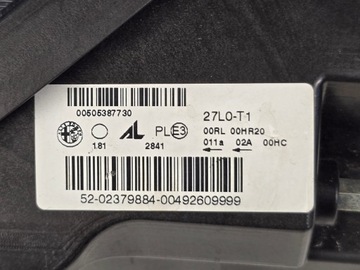 00505387730
27L0-T1
AL PL E3 00RL 00HR20
1.81 2841 011a 02A 00HC
52-02379884-00492609999